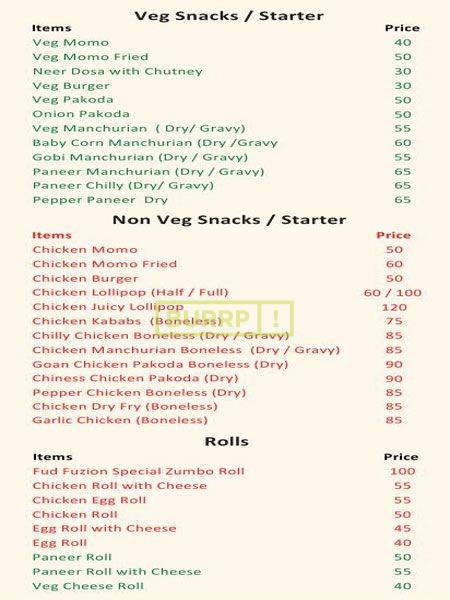 Veg Snacks / Starter
Items Price
Veg Momo 40
Veg Momo Fried 50
Neer Dosa with Chutney 30
Veg Burger 30
Veg Pakoda 50
Onion Pakoda 50
Veg Manchurian ( Dry/ Gravy) 55
Baby Corn Manchurian (Dry /Gravy 60
Gobi Manchurian (Dry / Gravy) 55
Paneer Manchurian (Dry / Gravy) 65
Paneer Chilly (Dry/ Gravy) 65
Pepper Paneer Dry 65
Non Veg Snacks / Starter
Items Price
Chicken Momo 50
Chicken Momo Fried 60
Chicken Burger 50
Chicken Lollipop (Half / Full) 60 / 100
Chicken Juicy Lollipop 120
BURRP !
Chicken Kababs (Boneless) 75
Chilly Chicken Boneless (Dry / Gravy) 85
Chicken Manchurian Boneless (Dry / Gravy) 85
Goan Chicken Pakoda Boneless (Dry) 90
Chiness Chicken Pakoda (Dry) 90
Pepper Chicken Boneless (Dry) 85
Chicken Dry Fry (Boneless) 85
Garlic Chicken (Boneless) 85
Rolls
Items Price
Fud Fuzion Special Zumbo Roll 100
Chicken Roll with Cheese 55
Chicken Egg Roll 55
Chicken Roll 50
Egg Roll with Cheese 45
Egg Roll 40
Paneer Roll 50
Paneer Roll with Cheese 55
Veg Cheese Roll 40